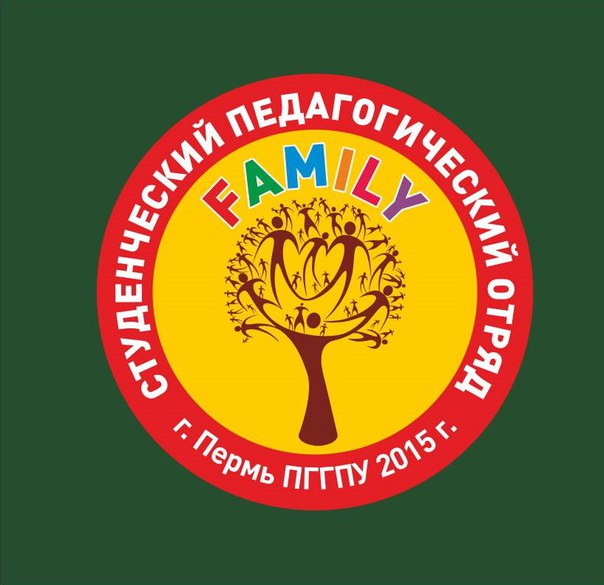 СТУДЕНЧЕСКИЙ ПЕДАГОГИЧЕСКИЙ ОТРЯД
FAMILY
г. Пермь ПГГПУ 2015 г.